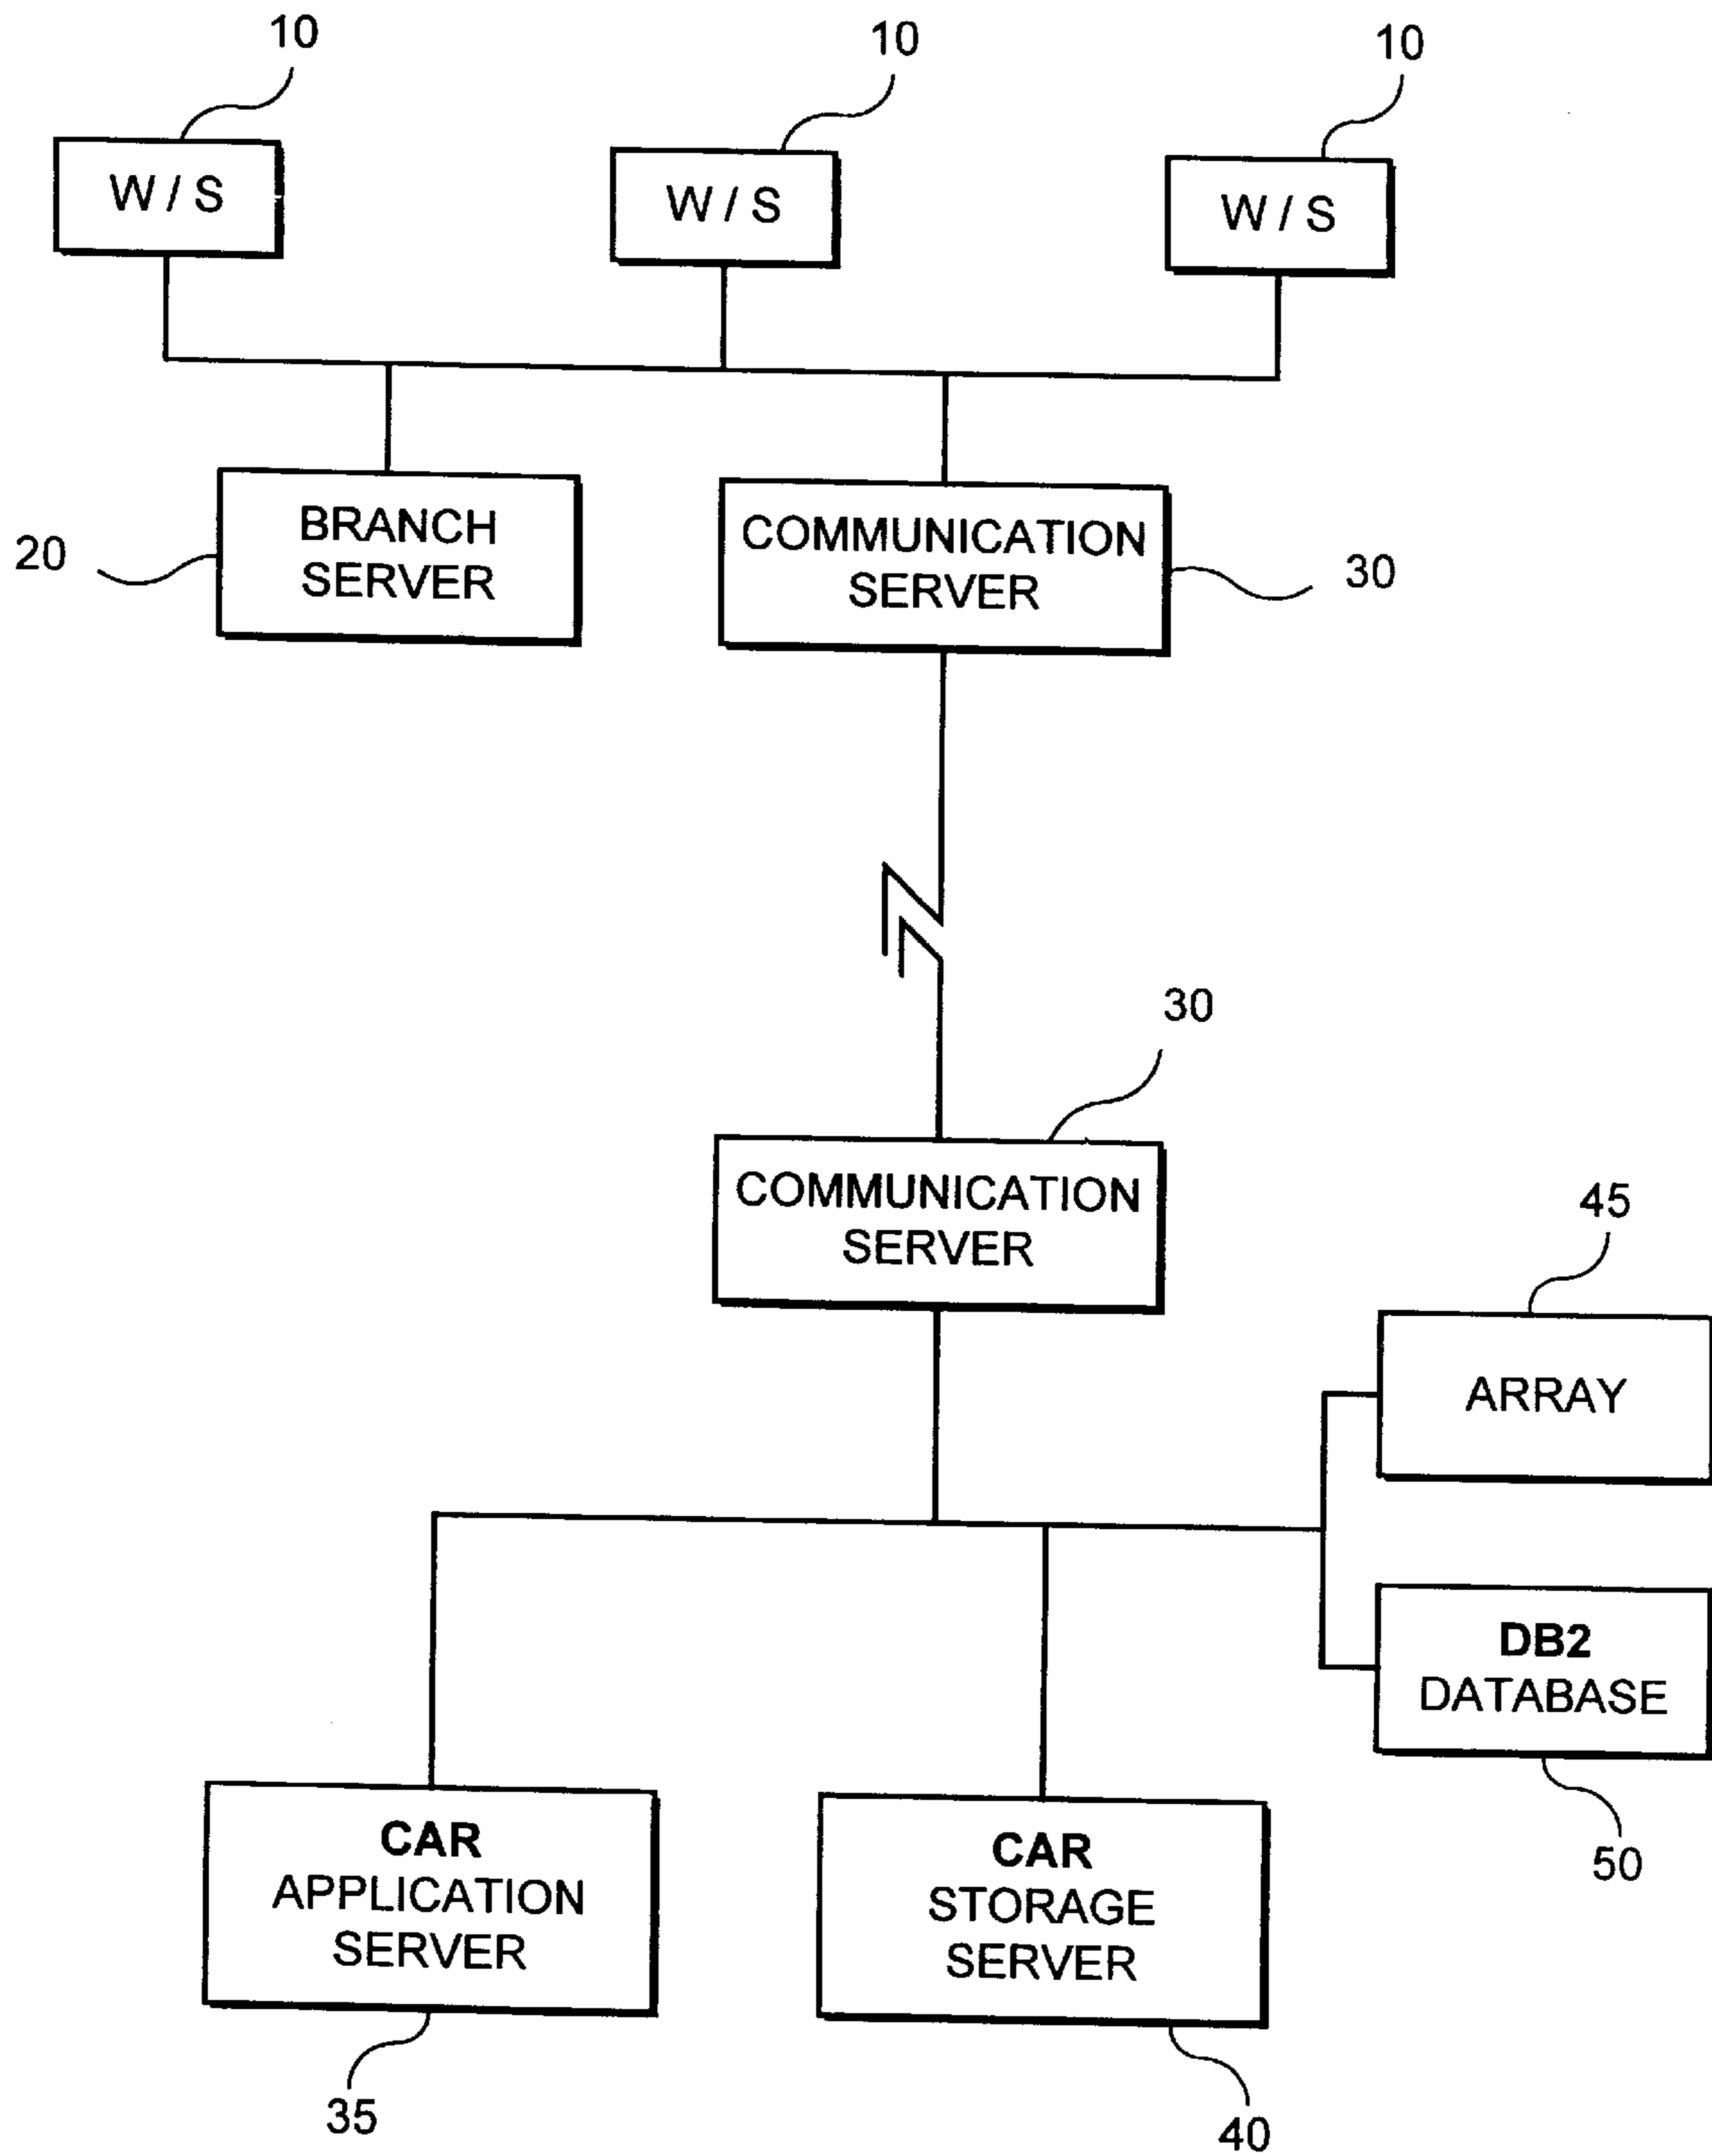 10
10
10
W / S
W / S
W / S
BRANCH
SERVER
20
COMMUNICATION
SERVER
30
30
COMMUNICATION
SERVER
45
ARRAY
DB2
DATABASE
50
CAR
APPLICATION
SERVER
35
CAR
STORAGE
SERVER
40